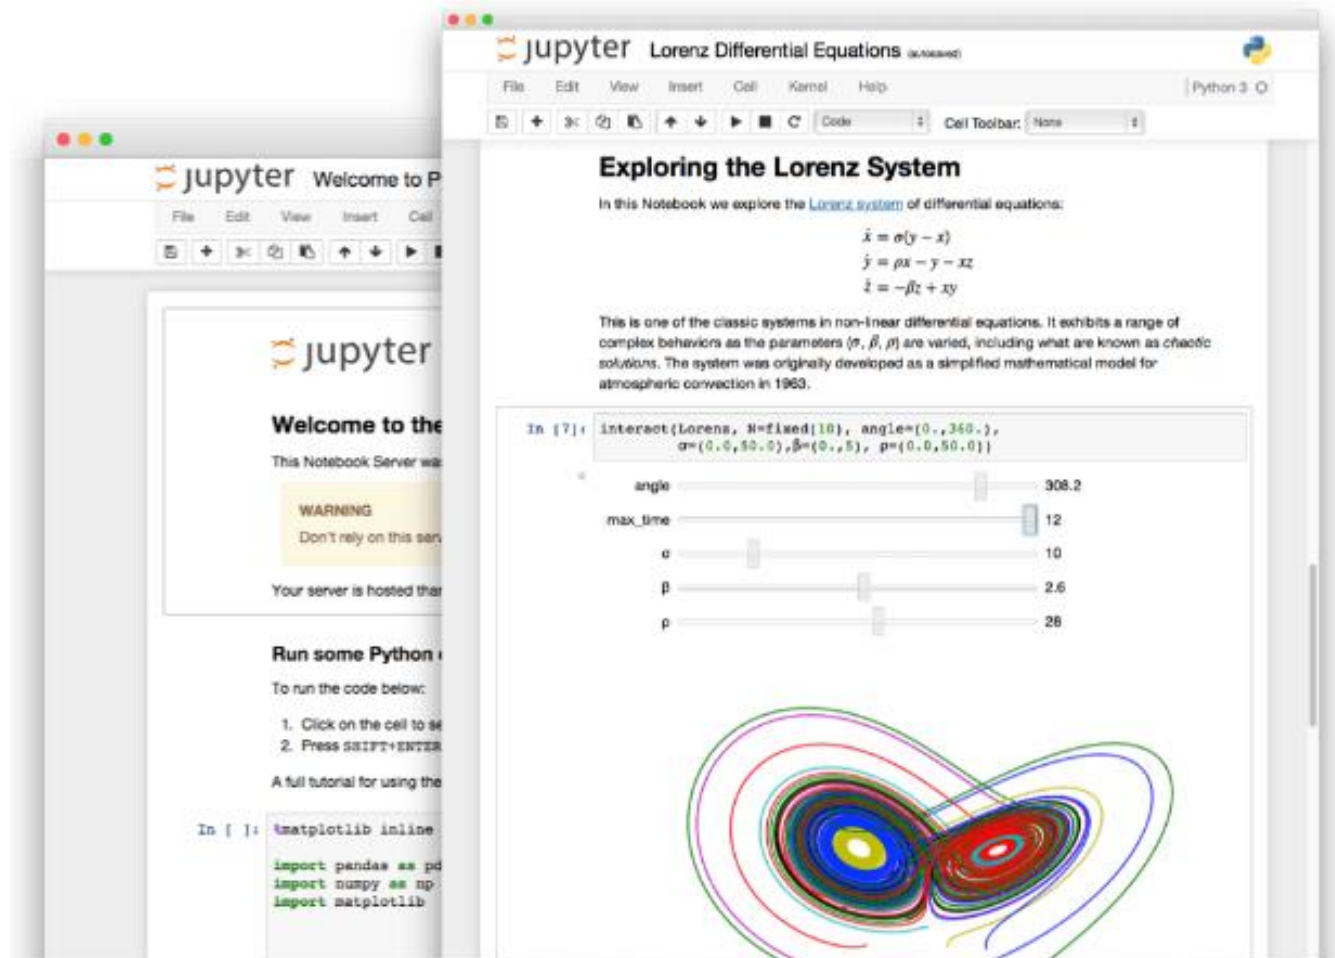 jupyter Lorenz Differential Equations (autosaved)
File Edit View Insert Cell Kernel Help Python 3
Code Cell Toolbar: None
Exploring the Lorenz System
In this Notebook we explore the Lorenz system of differential equations:
ẋ = σ(y − x)
ẏ = ρx − y − xz
ż = −βz + xy
This is one of the classic systems in non-linear differential equations. It exhibits a range of
complex behaviors as the parameters (σ, β, ρ) are varied, including what are known as chaotic
solutions. The system was originally developed as a simplified mathematical model for
atmospheric convection in 1963.
In [7]: interact(Lorenz, N=fixed(10), angle=(0.,360.),
σ=(0.0,50.0),β=(0.,5), ρ=(0.0,50.0))
angle 308.2
max_time 12
σ 10
β 2.6
ρ 28
jupyter Welcome to P
File Edit View Insert Cell
jupyter
Welcome to the
This Notebook Server was
WARNING
Don't rely on this serv
Your server is hosted than
Run some Python
To run the code below:
1. Click on the cell to se
2. Press SHIFT+ENTER
A full tutorial for using the
In [ ]: %matplotlib inline
import pandas as pd
import numpy as np
import matplotlib